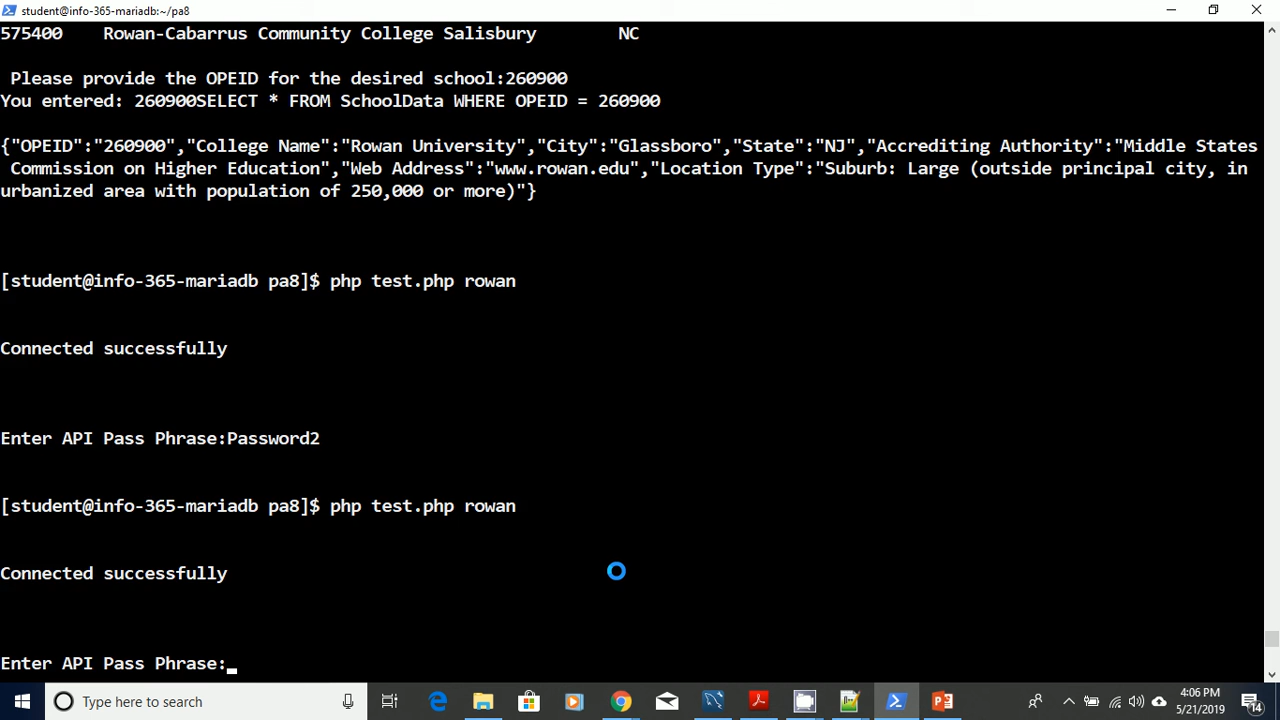 student@info-365-mariadb:~/pa8
575400    Rowan-Cabarrus Community College Salisbury        NC
 Please provide the OPEID for the desired school:260900
You entered: 260900SELECT * FROM SchoolData WHERE OPEID = 260900
{"OPEID":"260900","College Name":"Rowan University","City":"Glassboro","State":"NJ","Accrediting Authority":"Middle States
 Commission on Higher Education","Web Address":"www.rowan.edu","Location Type":"Suburb: Large (outside principal city, in
urbanized area with population of 250,000 or more)"}
[student@info-365-mariadb pa8]$ php test.php rowan
Connected successfully
Enter API Pass Phrase:Password2
[student@info-365-mariadb pa8]$ php test.php rowan
Connected successfully
Enter API Pass Phrase:
Type here to search
4:06 PM
5/21/2019
14